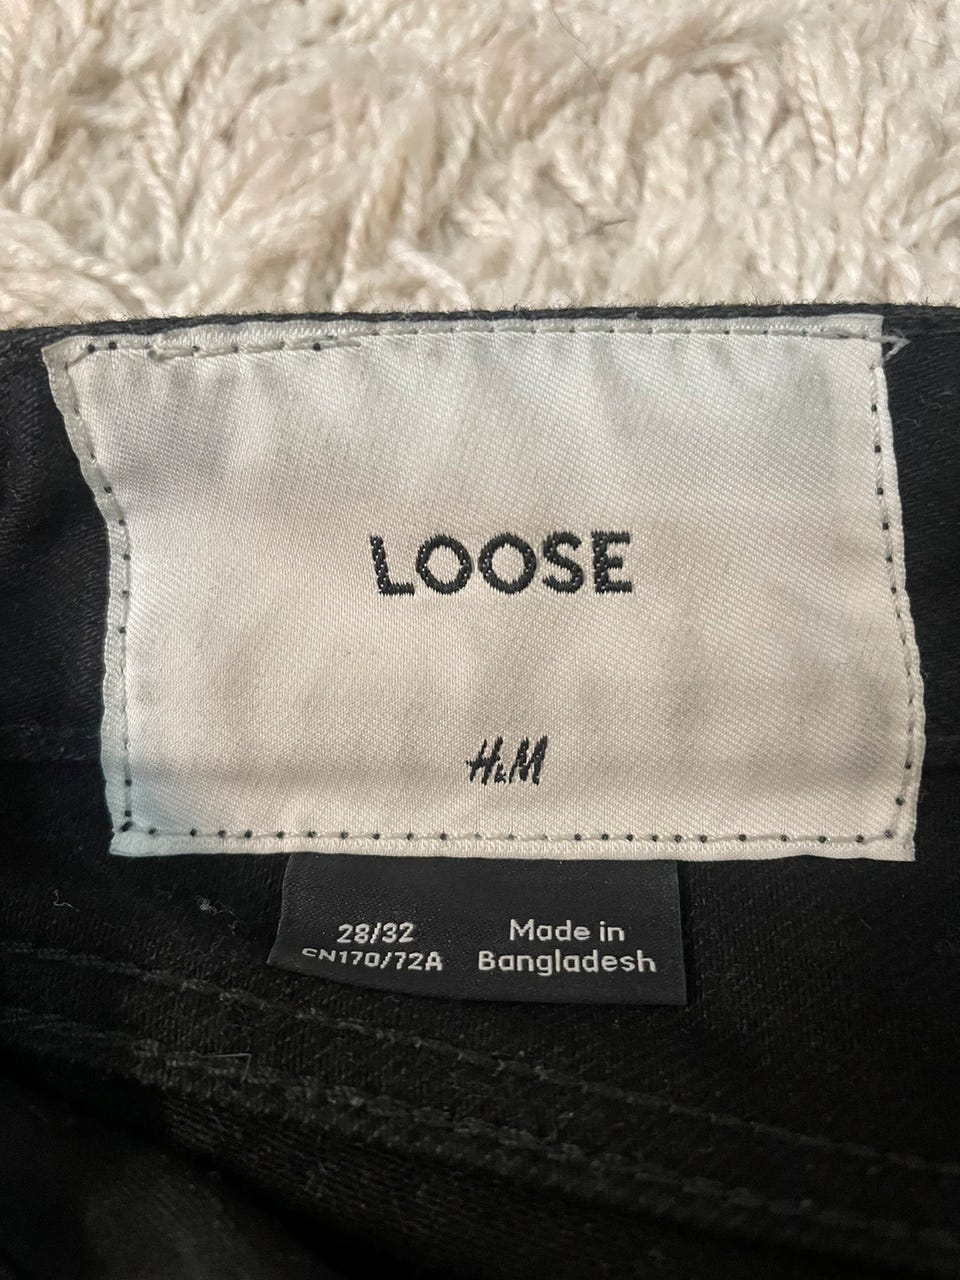 LOOSE
H&M
28/32
CN170/72A
Made in
Bangladesh